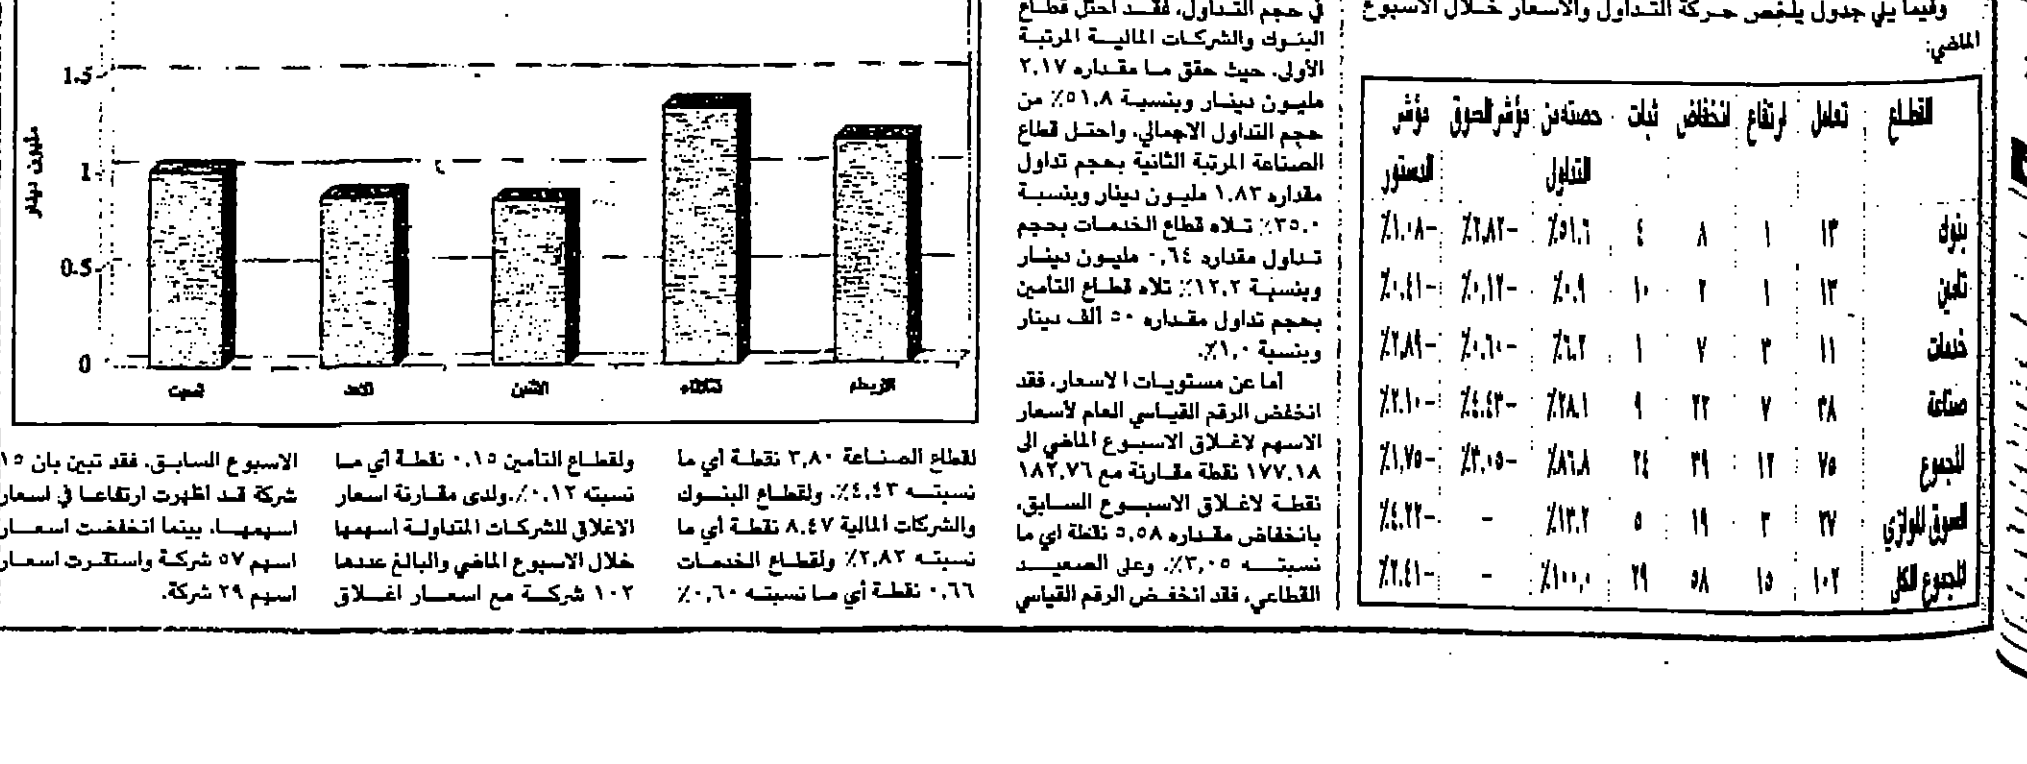 وفيما يلي جدول يلخص حركة التداول والاسعار خلال الاسبوع
الماضي:
القطاع تعامل ارتفاع انخفاض ثبات حصته من مؤشر السوق مؤشر
التداول الدستور
بنوك ١٣ ١ ٨ ٤ ٥١.٦٪ -٢.٨٢٪ -١.٠٨٪
تأمين ١٣ ١ ٢ ١٠ ٠.٩٪ -٠.١٢٪ -٠.٤١٪
خدمات ١١ ٣ ٧ ١ ٦.٢٪ -٠.٦٠٪ -٢.٨٩٪
صناعة ٣٨ ٧ ٢٢ ٩ ٢٨.١٪ -٤.٤٣٪ -٢.١٠٪
المجموع ٧٥ ١٢ ٣٩ ٢٤ ٨٦.٨٪ -٣.٠٥٪ -١.٧٥٪
السوق الموازي ٢٧ ٣ ١٩ ٥ ١٣.٢٪ - -٤.٢٢٪
المجموع الكلي ١٠٢ ١٥ ٥٨ ٢٩ ١٠٠.٠٪ - -٢.٤١٪
في حجم التداول، فقد احتل قطاع
البنوك والشركات المالية المرتبة
الأولى. حيث حقق ما مقداره ٢,١٧
مليون دينار وبنسبة ٥١,٨٪ من
حجم التداول الاجمالي. واحتل قطاع
الصناعة المرتبة الثانية بحجم تداول
مقداره ١,٨٣ مليون دينار وبنسبة
٣٥,٠٪ تلاه قطاع الخدمات بحجم
تداول مقداره ٠,٦٤ مليون دينار
وبنسبة ١٢,٢٪ تلاه قطاع التأمين
بحجم تداول مقداره ٥٠ ألف دينار
وبنسبة ١,٠٪.
أما عن مستويات الاسعار، فقد
انخفض الرقم القياسي العام لأسعار
الاسهم لاغلاق الاسبوع الماضي الى
١٧٧,١٨ نقطة مقارنة مع ١٨٢,٧٦
نقطة لاغلاق الاسبوع السابق،
بانخفاض مقداره ٥,٥٨ نقطة اي ما
نسبته ٣,٠٥٪. وعلى الصعيد
القطاعي، فقد انخفض الرقم القياسي
1.5
1
0.5
0
مليون دينار
السبت الاحد الاثنين الثلاثاء الاربعاء
لقطاع الصناعة ٣,٨٠ نقطة أي ما
نسبته ٤,٤٣٪. ولقطاع البنوك
والشركات المالية ٨,٤٧ نقطة أي ما
نسبته ٢,٨٢٪ ولقطاع الخدمات
٠,٦٦ نقطة أي ما نسبته ٠,٦٠٪
ولقطاع التأمين ٠,١٥ نقطة أي ما
نسبته ٠,١٢٪. ولدى مقارنة اسعار
الاغلاق للشركات المتداولة اسهمها
خلال الاسبوع الماضي والبالغ عددها
١٠٢ شركة مع اسعار اغلاق
الاسبوع السابق. فقد تبين بان ١٥
شركة قد اظهرت ارتفاعا في اسعار
اسهمها. بينما انخفضت اسعار
اسهم ٥٧ شركة واستقرت اسعار
اسهم ٢٩ شركة.